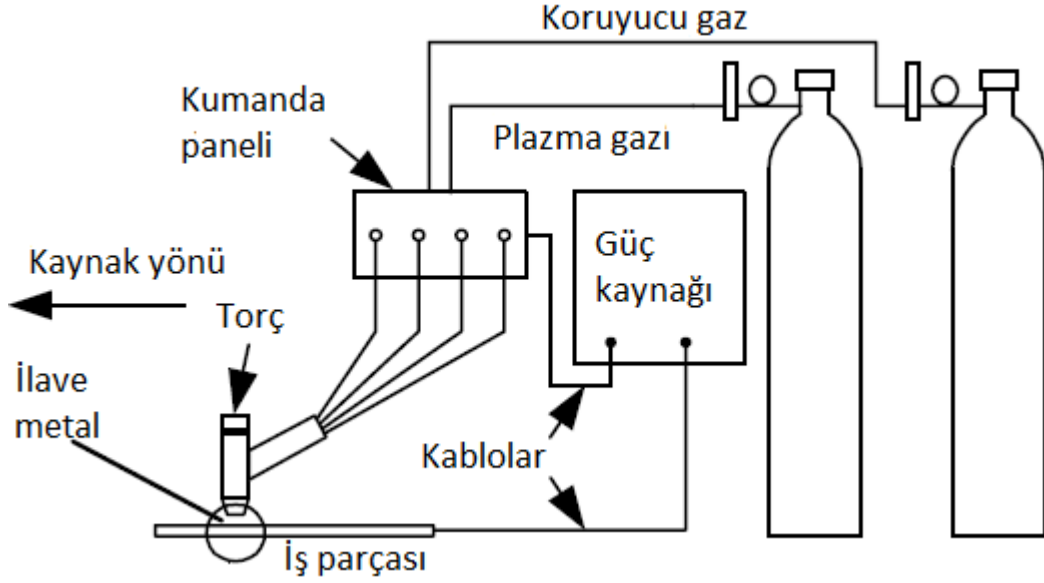 Koruyucu gaz
Kumanda
paneli
Plazma gazı
Güç
kaynağı
Kaynak yönü
Torç
İlave
metal
Kablolar
İş parçası